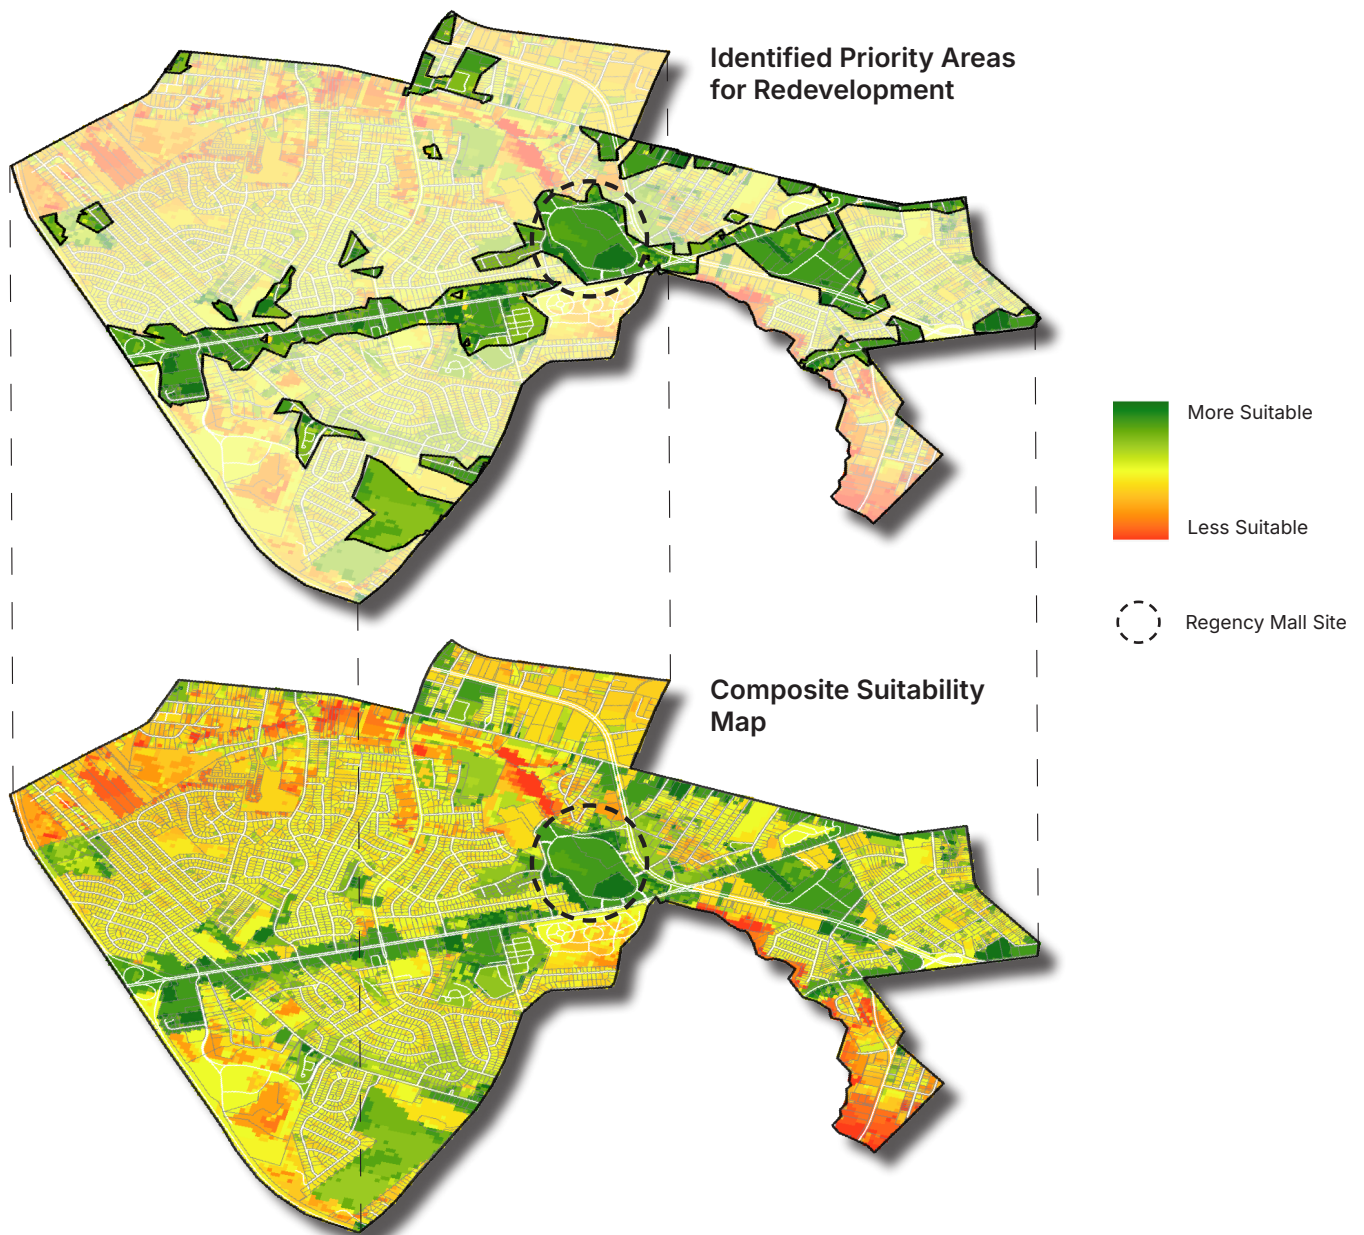 Identified Priority Areas
for Redevelopment
More Suitable
Less Suitable
Regency Mall Site
Composite Suitability
Map